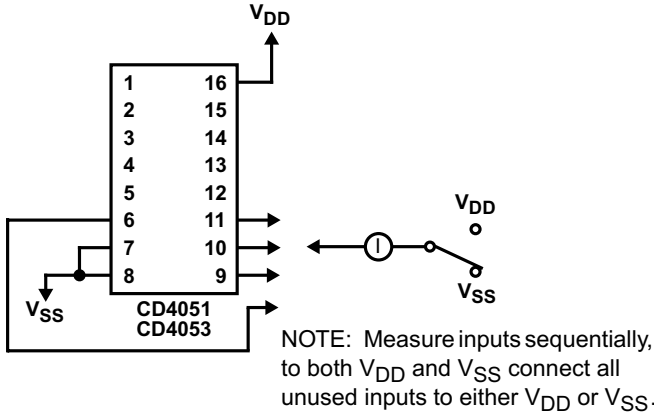 VDD
1 16
2 15
3 14
4 13
5 12
6 11
7 10
8 9
VSS
CD4051
CD4053
I
VDD
VSS
NOTE: Measure inputs sequentially,
to both VDD and VSS connect all
unused inputs to either VDD or VSS.